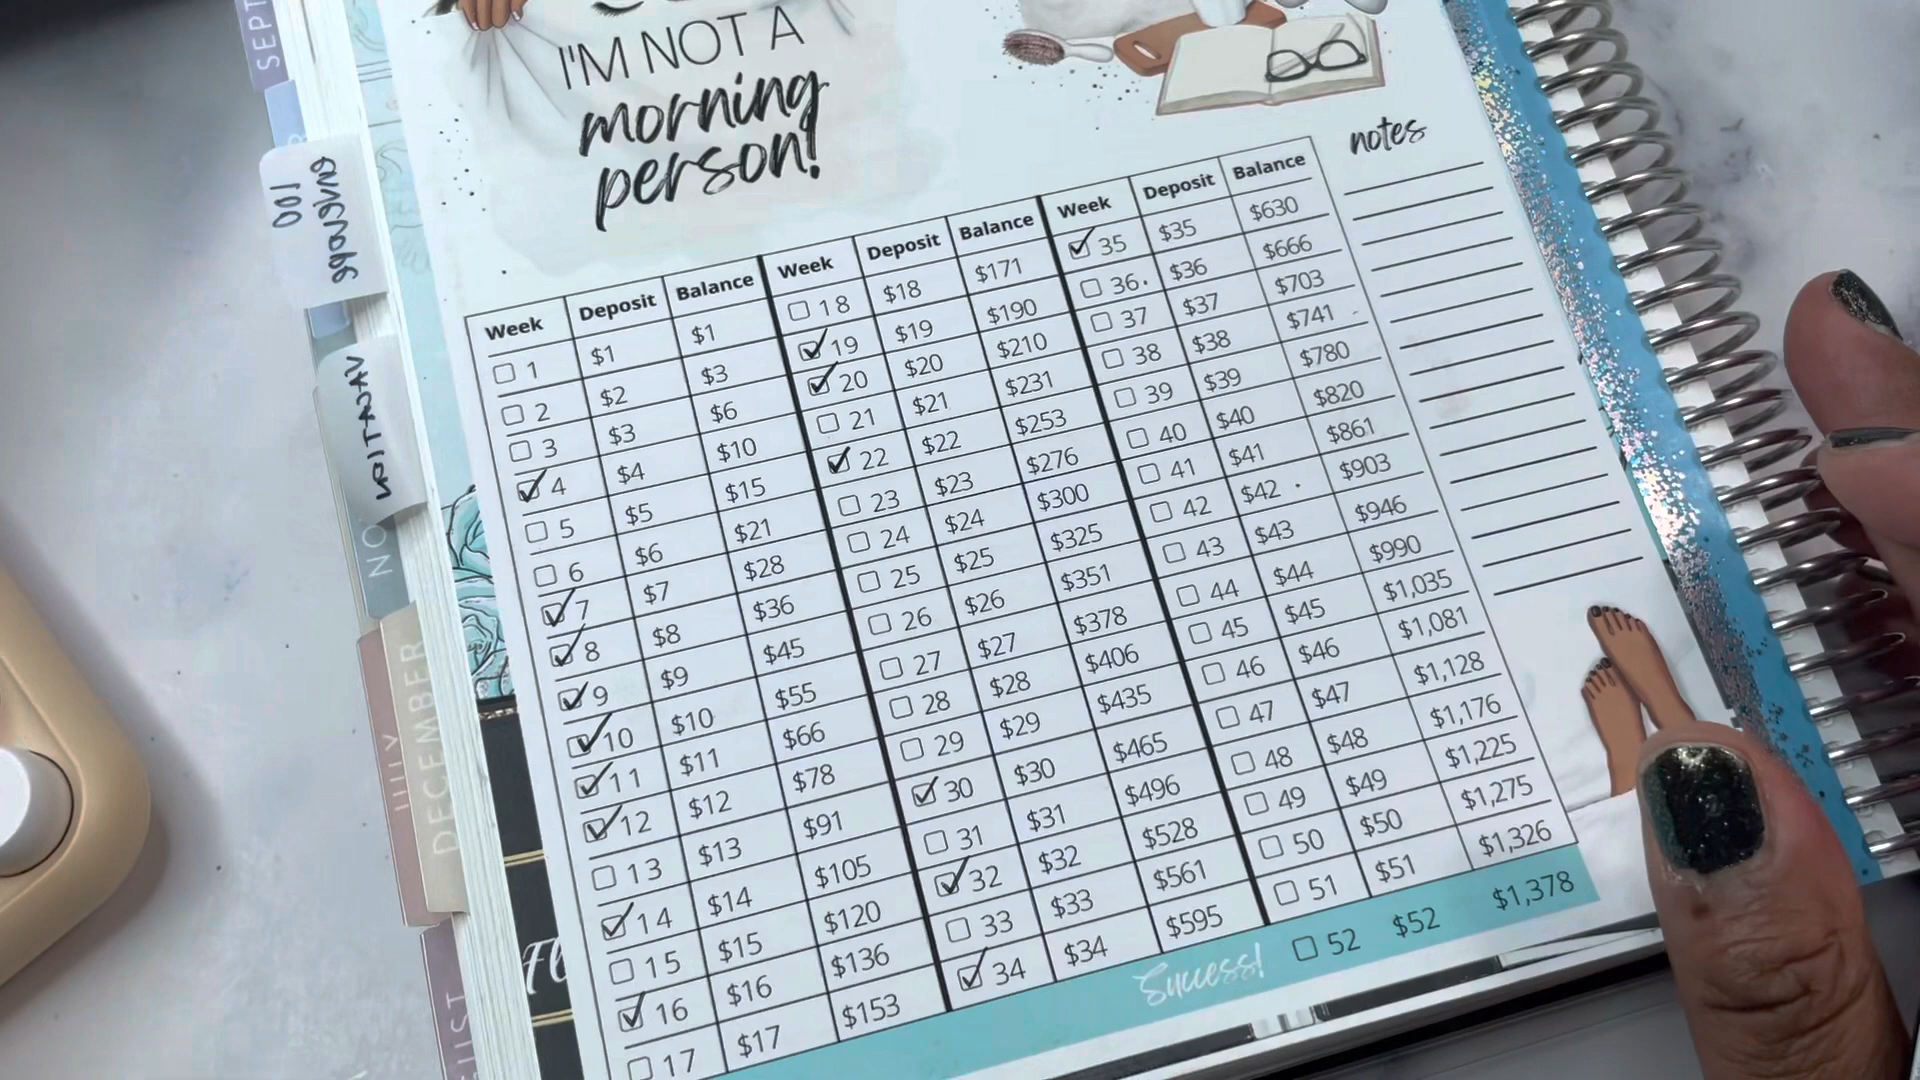 I'M NOT A
morning
person!
notes
Week Deposit Balance
1 $1 $1
2 $2 $3
3 $3 $6
4 $4 $10
5 $5 $15
6 $6 $21
7 $7 $28
8 $8 $36
9 $9 $45
10 $10 $55
11 $11 $66
12 $12 $78
13 $13 $91
14 $14 $105
15 $15 $120
16 $16 $136
17 $17 $153
Week Deposit Balance
18 $18 $171
19 $19 $190
20 $20 $210
21 $21 $231
22 $22 $253
23 $23 $276
24 $24 $300
25 $25 $325
26 $26 $351
27 $27 $378
28 $28 $406
29 $29 $435
30 $30 $465
31 $31 $496
32 $32 $528
33 $33 $561
34 $34 $595
Week Deposit Balance
35 $35 $630
36 $36 $666
37 $37 $703
38 $38 $741
39 $39 $780
40 $40 $820
41 $41 $861
42 $42 $903
43 $43 $946
44 $44 $990
45 $45 $1,035
46 $46 $1,081
47 $47 $1,128
48 $48 $1,176
49 $49 $1,225
50 $50 $1,275
51 $51 $1,326
Success! 52 $52 $1,378
SEPT
100
VACATION
NO
DECEMBER